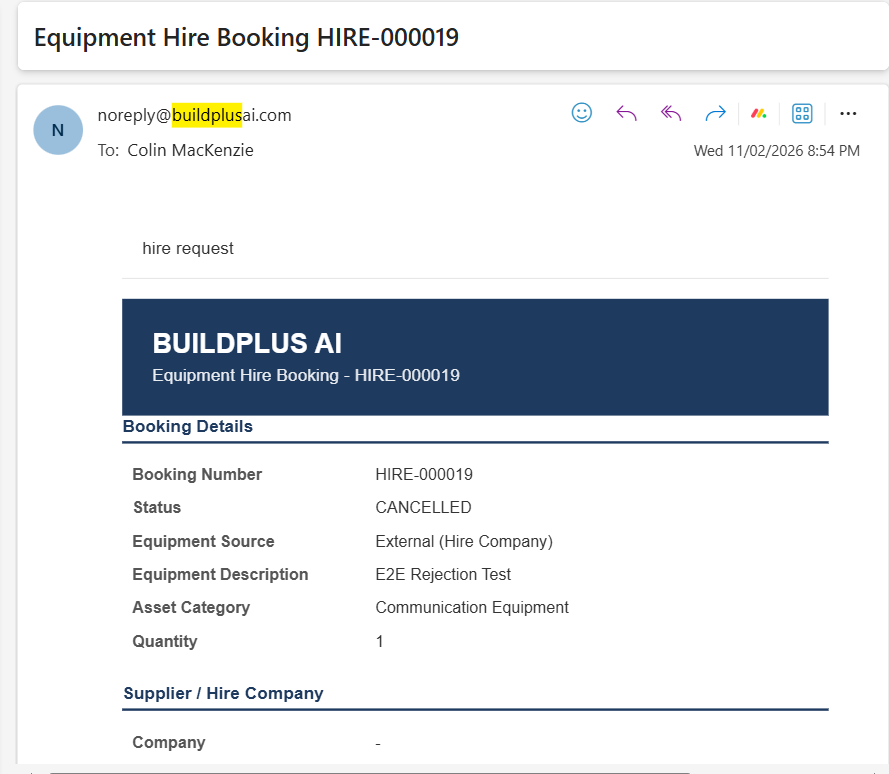 Equipment Hire Booking HIRE-000019
N
noreply@buildplusai.com
To: Colin MacKenzie
Wed 11/02/2026 8:54 PM
hire request
BUILDPLUS AI
Equipment Hire Booking - HIRE-000019
Booking Details
Booking Number HIRE-000019
Status CANCELLED
Equipment Source External (Hire Company)
Equipment Description E2E Rejection Test
Asset Category Communication Equipment
Quantity 1
Supplier / Hire Company
Company -